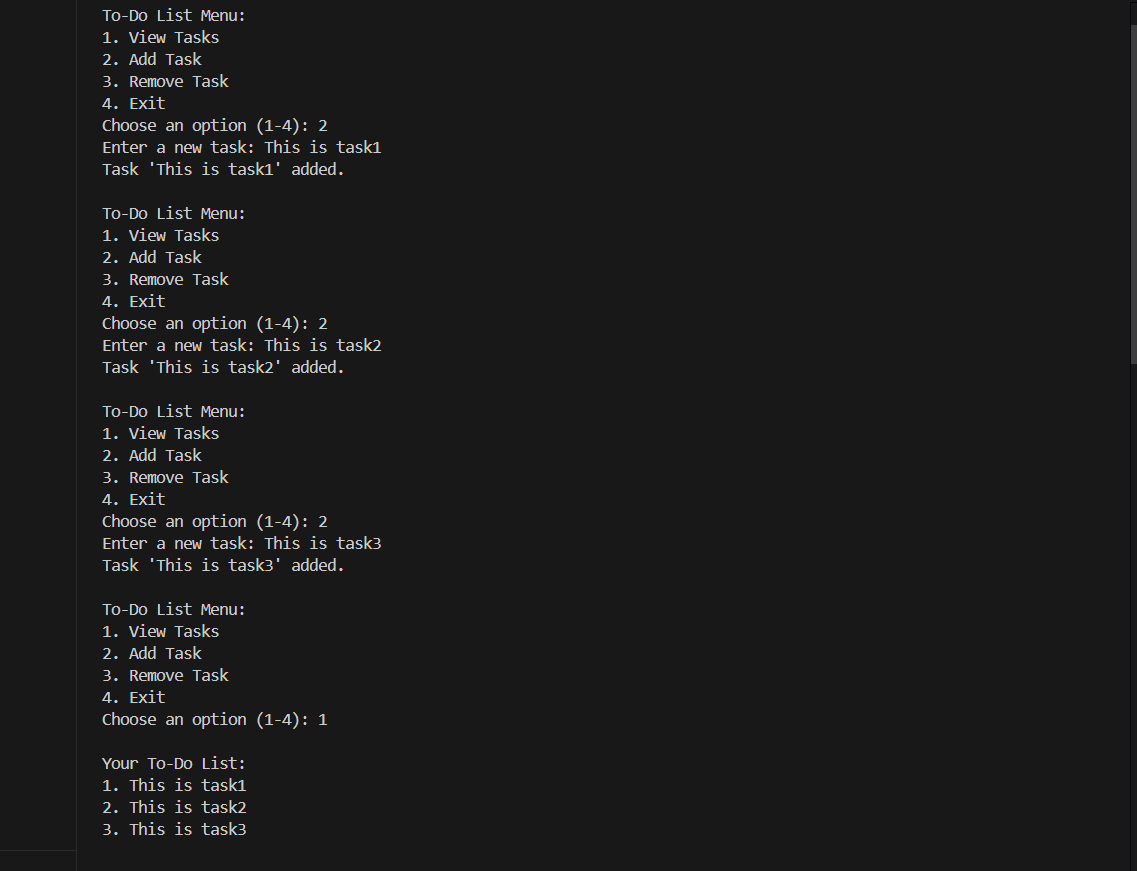 To-Do List Menu:
1. View Tasks
2. Add Task
3. Remove Task
4. Exit
Choose an option (1-4): 2
Enter a new task: This is task1
Task 'This is task1' added.

To-Do List Menu:
1. View Tasks
2. Add Task
3. Remove Task
4. Exit
Choose an option (1-4): 2
Enter a new task: This is task2
Task 'This is task2' added.

To-Do List Menu:
1. View Tasks
2. Add Task
3. Remove Task
4. Exit
Choose an option (1-4): 2
Enter a new task: This is task3
Task 'This is task3' added.

To-Do List Menu:
1. View Tasks
2. Add Task
3. Remove Task
4. Exit
Choose an option (1-4): 1

Your To-Do List:
1. This is task1
2. This is task2
3. This is task3